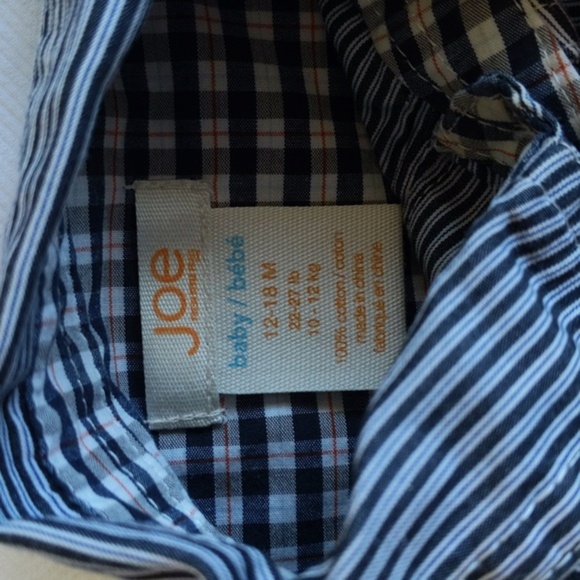 JOE
baby / bébé
12-18 M
22-27 lb
10 - 12 kg
100% cotton / coton
made in china
fabriqué en chine